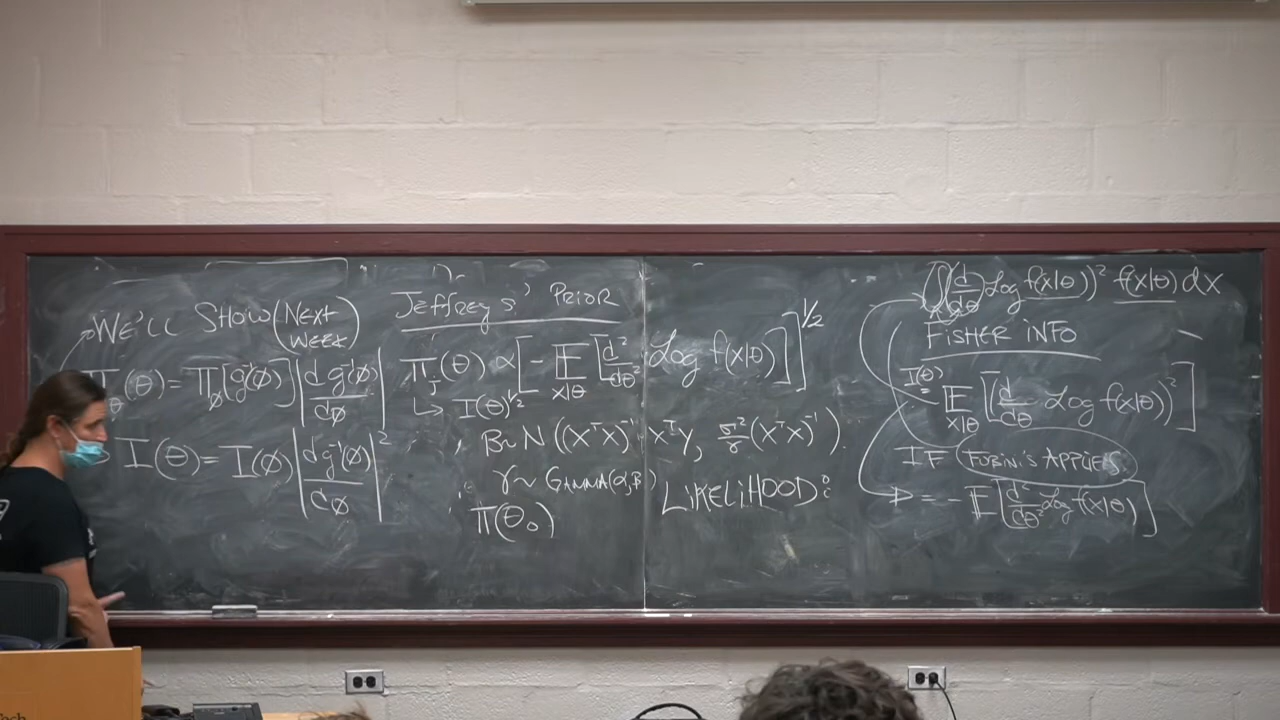 WE'LL SHOW (NEXT WEEK)
π_θ(θ) = π_φ[g⁻¹(φ)] |d g⁻¹(φ)/dφ|
I(θ) = I(φ) |d g⁻¹(φ)/dφ|²
Jeffreys' PRIOR
π_J(θ) ∝ [-E_{x|θ}[d²/dθ² Log f(x|θ)]]^{1/2}
↳ I(θ)^{1/2}
β~N((XᵀX)⁻¹XᵀY, σ²/γ(XᵀX)⁻¹)
γ~GAMMA(α,β)
LIKELIHOOD:
π(θ₀)
∫(d/dθ Log f(x|θ))² f(x|θ) dx
FISHER INFO
I(θ) = E_{x|θ}[(d/dθ Log f(x|θ))²]
IF FUBINI'S APPLIES
= -E[d²/dθ² Log f(x|θ)]